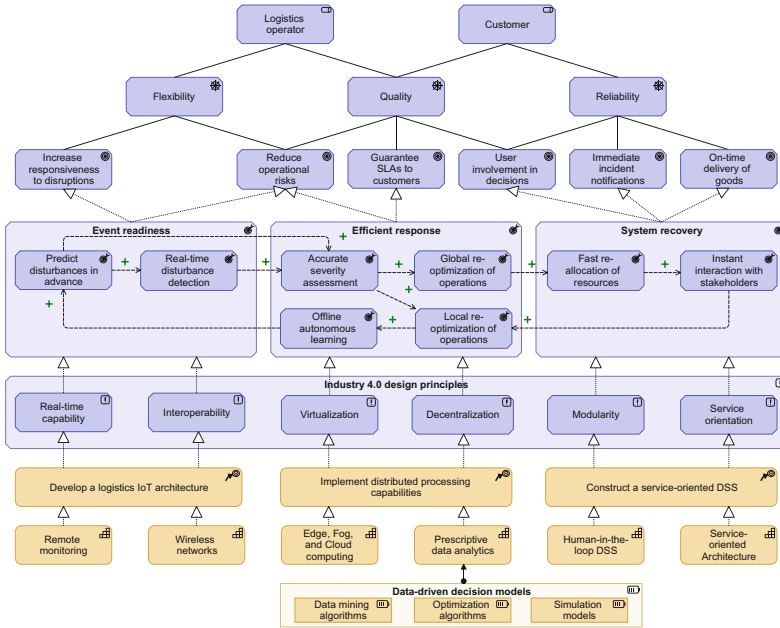 Logistics
operator
Customer
Flexibility
Quality
Reliability
Increase
responsiveness
to disruptions
Reduce
operational
risks
Guarantee
SLAs to
customers
User
involvement in
decisions
Immediate
incident
notifications
On-time
delivery of
goods
Event readiness
Efficient response
System recovery
Predict
disturbances in
advance
Real-time
disturbance
detection
Accurate
severity
assessment
Global re-
optimization of
operations
Fast re-
allocation of
resources
Instant
interaction with
stakeholders
Offline
autonomous
learning
Local re-
optimization of
operations
+
+
+
+
+
+
+
+
+
Industry 4.0 design principles
Real-time
capability
Interoperability
Virtualization
Decentralization
Modularity
Service
orientation
Develop a logistics IoT architecture
Implement distributed processing
capabilities
Construct a service-oriented DSS
Remote
monitoring
Wireless
networks
Edge, Fog,
and Cloud
computing
Prescriptive
data analytics
Human-in-the-
loop DSS
Service-
oriented
Architecture
Data-driven decision models
Data mining
algorithms
Optimization
algorithms
Simulation
models